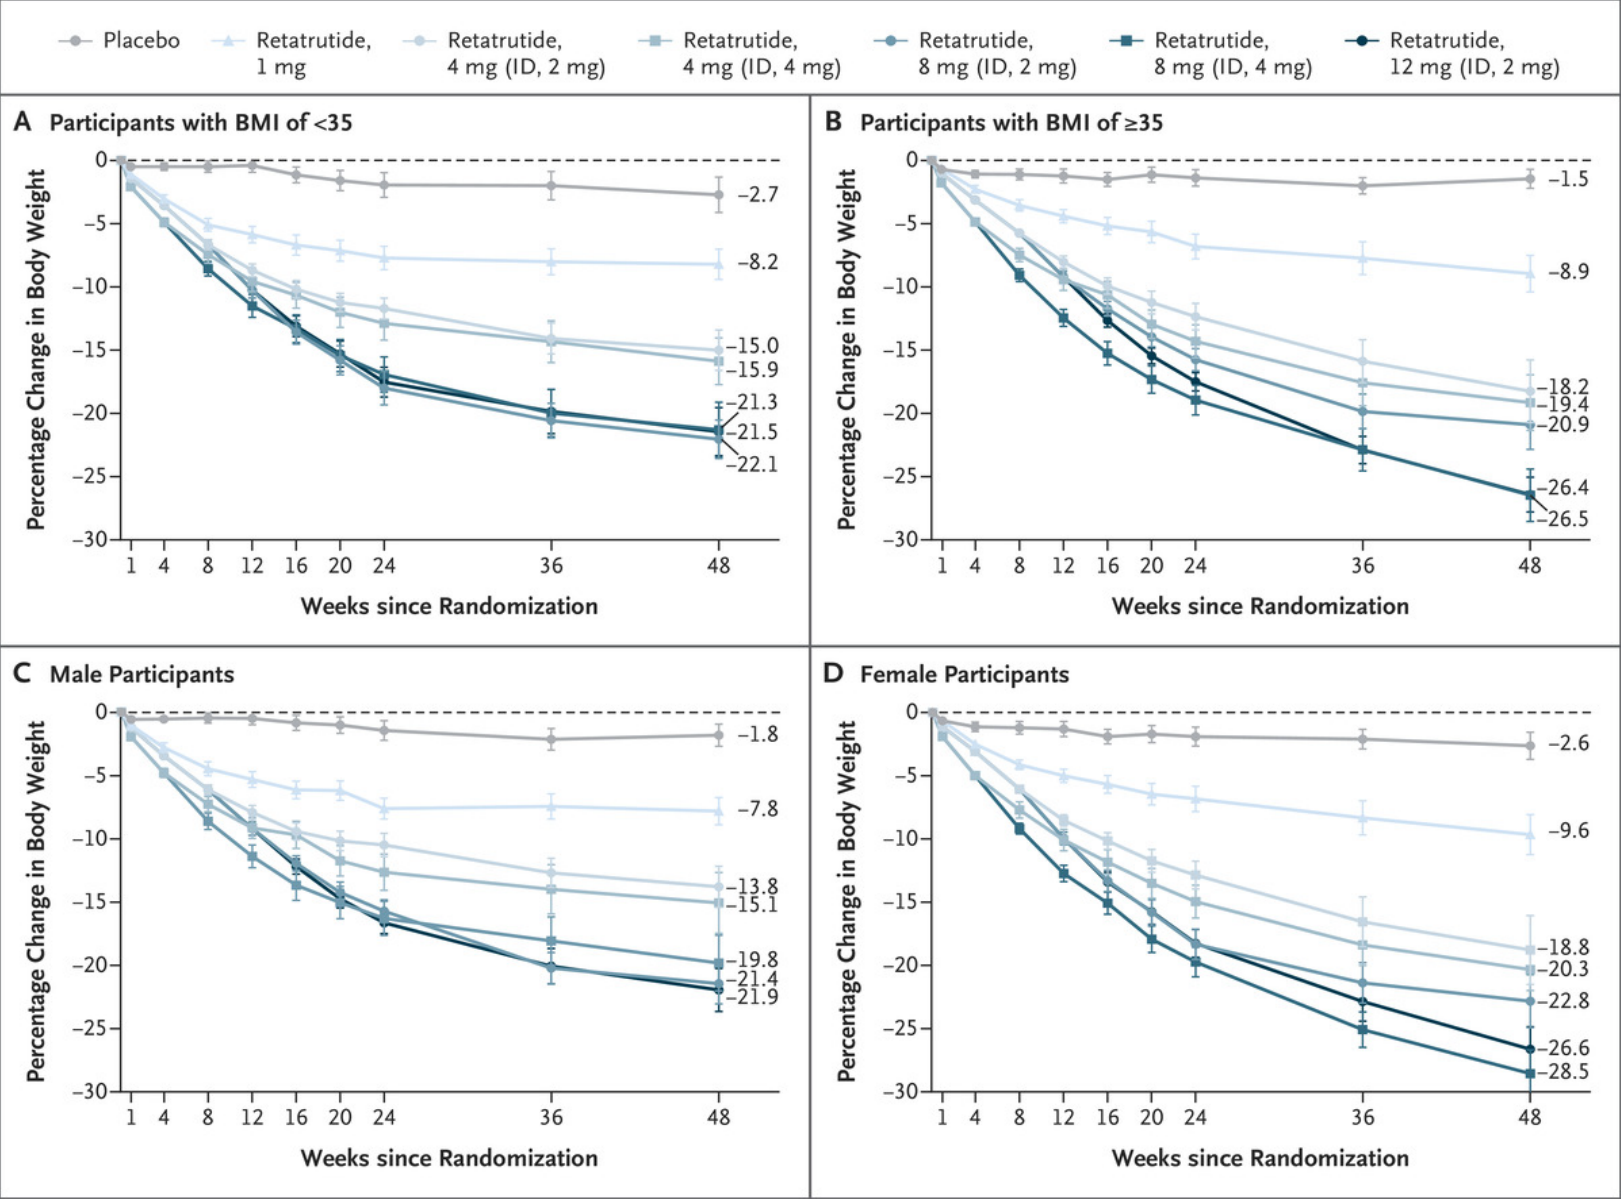 Placebo
Retatrutide,
1 mg
Retatrutide,
4 mg (ID, 2 mg)
Retatrutide,
4 mg (ID, 4 mg)
Retatrutide,
8 mg (ID, 2 mg)
Retatrutide,
8 mg (ID, 4 mg)
Retatrutide,
12 mg (ID, 2 mg)
A Participants with BMI of <35
Percentage Change in Body Weight
0
−5
−10
−15
−20
−25
−30
−2.7
−8.2
−15.0
−15.9
−21.3
−21.5
−22.1
1 4 8 12 16 20 24 36 48
Weeks since Randomization
B Participants with BMI of ≥35
Percentage Change in Body Weight
0
−5
−10
−15
−20
−25
−30
−1.5
−8.9
−18.2
−19.4
−20.9
−26.4
−26.5
1 4 8 12 16 20 24 36 48
Weeks since Randomization
C Male Participants
Percentage Change in Body Weight
0
−5
−10
−15
−20
−25
−30
−1.8
−7.8
−13.8
−15.1
−19.8
−21.4
−21.9
1 4 8 12 16 20 24 36 48
Weeks since Randomization
D Female Participants
Percentage Change in Body Weight
0
−5
−10
−15
−20
−25
−30
−2.6
−9.6
−18.8
−20.3
−22.8
−26.6
−28.5
1 4 8 12 16 20 24 36 48
Weeks since Randomization